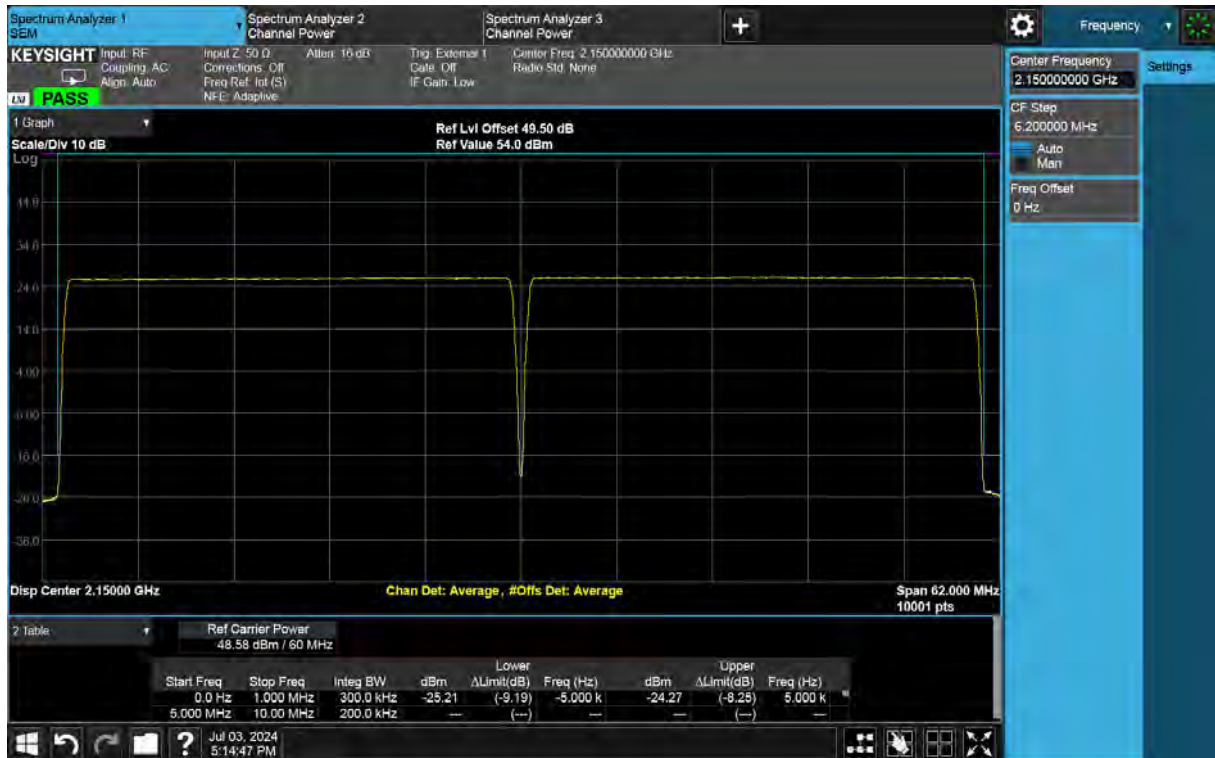 Spectrum Analyzer 1
SEM
Spectrum Analyzer 2
Channel Power
Spectrum Analyzer 3
Channel Power
+
Frequency
KEYSIGHT
Input: RF
Coupling: AC
Align: Auto
Input Z: 50 Ω
Corrections: Off
Freq Ref: Int (S)
NFE: Adaptive
Atten: 16 dB
Trig: External 1
Gate: Off
IF Gain: Low
Center Freq: 2.150000000 GHz
Radio Std: None
PASS
Center Frequency
2.150000000 GHz
Settings
CF Step
6.200000 MHz
Auto
Man
Freq Offset
0 Hz
1 Graph
Scale/Div 10 dB
Log
Ref Lvl Offset 49.50 dB
Ref Value 54.0 dBm
44.0
34.0
24.0
14.0
4.00
-36.0
Disp Center 2.15000 GHz
Chan Det: Average, #Offs Det: Average
Span 62.000 MHz
10001 pts
2 Table
Ref Carrier Power
48.58 dBm / 60 MHz
Lower Upper
Start Freq Stop Freq Integ BW dBm ΔLimit(dB) Freq (Hz) dBm ΔLimit(dB) Freq (Hz)
0.0 Hz 1.000 MHz 300.0 kHz -25.21 (-9.19) -5.000 k -24.27 (-8.25) 5.000 k
5.000 MHz 10.00 MHz 200.0 kHz --- (---) --- --- (---) ---
?
Jul 03, 2024
5:14:47 PM